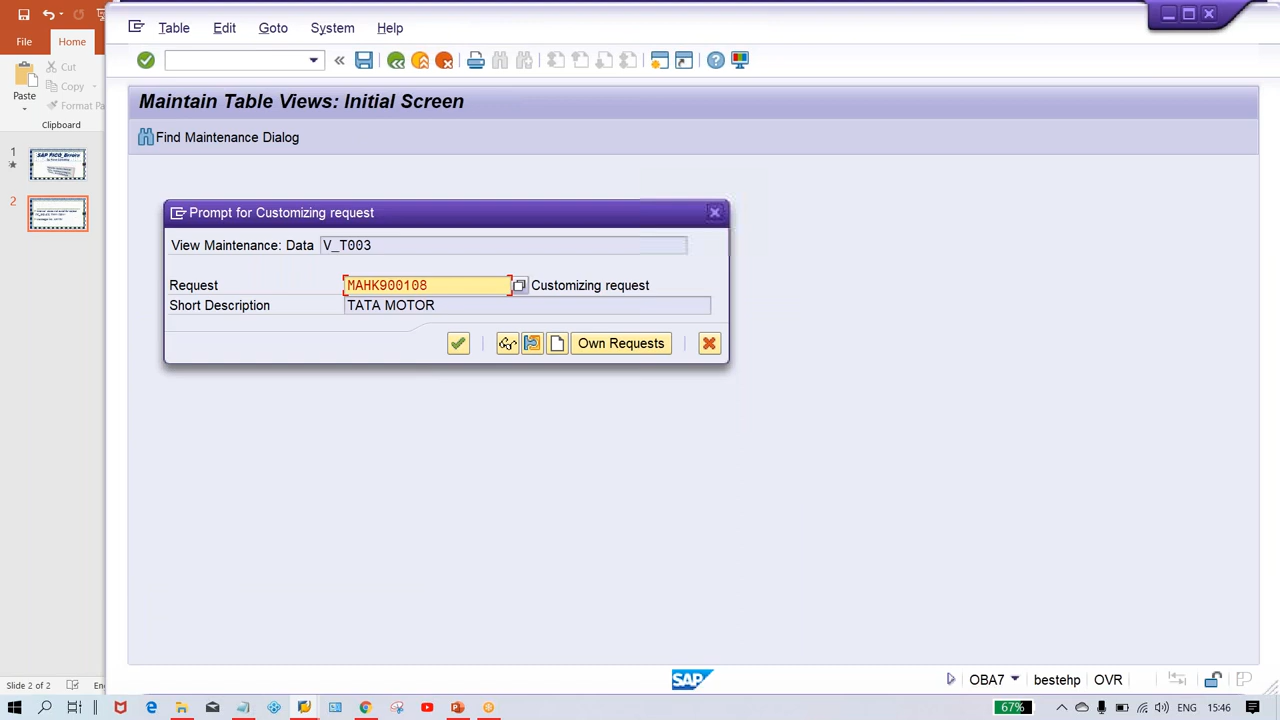 File
Home
Table
Edit
Goto
System
Help
Cut
Copy
Format Pa
Paste
Clipboard
Maintain Table Views: Initial Screen
Find Maintenance Dialog
1
2
Prompt for Customizing request
View Maintenance: Data V_T003
Request MAHK900108 Customizing request
Short Description TATA MOTOR
Own Requests
SAP
OBA7
bestehp
OVR
Slide 2 of 2
67%
ENG
15:46